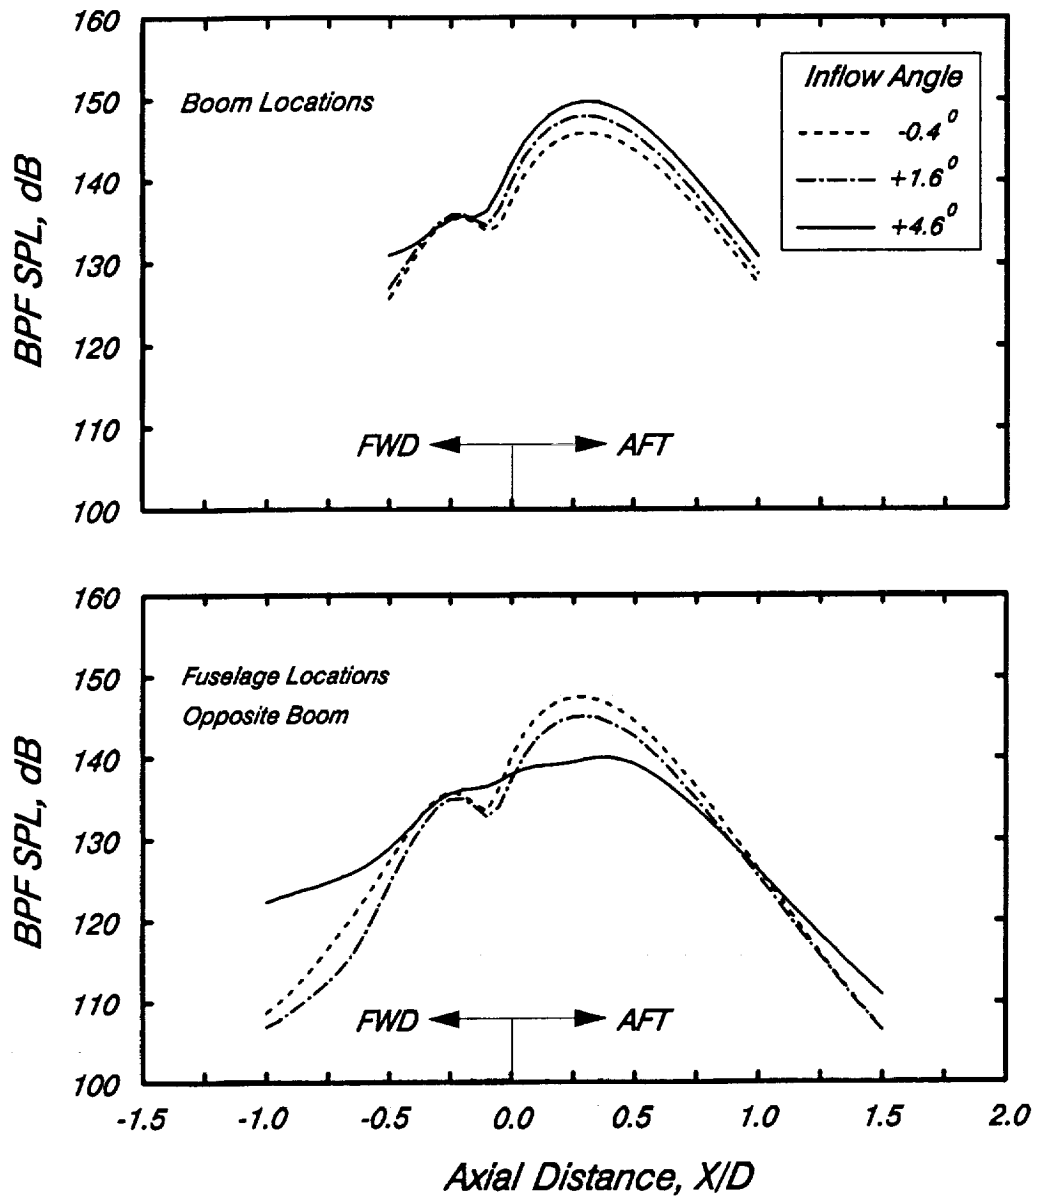 160
150
140
130
120
110
100
BPF SPL, dB
Boom Locations
Inflow Angle
-0.4°
+1.6°
+4.6°
FWD AFT
160
150
140
130
120
110
100
BPF SPL, dB
Fuselage Locations
Opposite Boom
FWD AFT
-1.5 -1.0 -0.5 0.0 0.5 1.0 1.5 2.0
Axial Distance, X/D